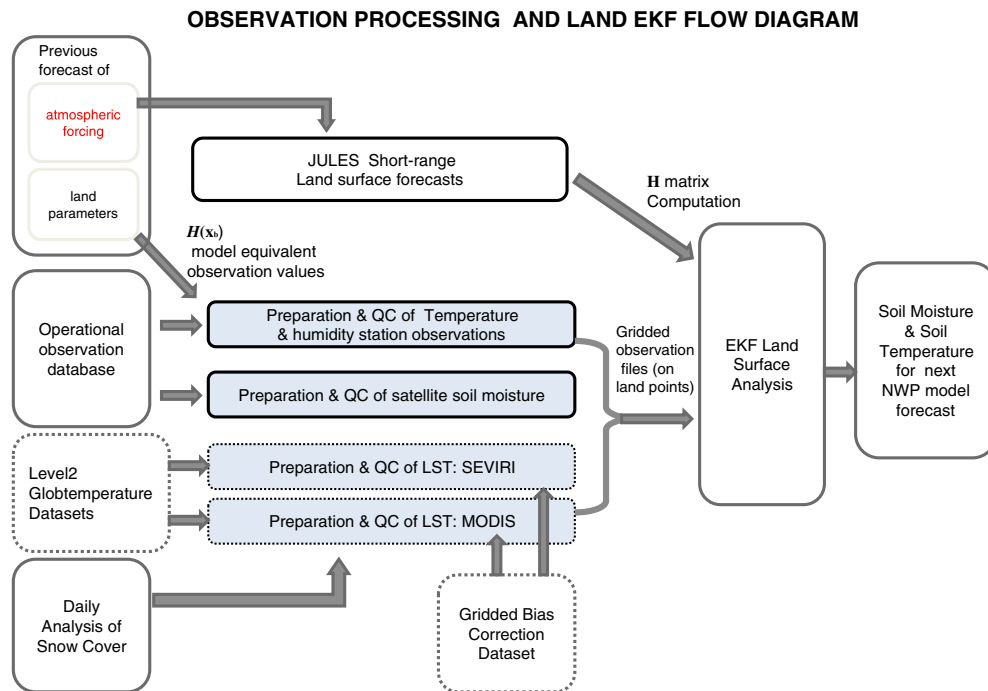 OBSERVATION PROCESSING AND LAND EKF FLOW DIAGRAM
Previous
forecast of
atmospheric
forcing
land
parameters
JULES Short-range
Land surface forecasts
H matrix
Computation
H(xb)
model equivalent
observation values
Operational
observation
database
Preparation & QC of Temperature
& humidity station observations
Preparation & QC of satellite soil moisture
Gridded
observation
files (on
land points)
EKF Land
Surface
Analysis
Soil Moisture
& Soil
Temperature
for next
NWP model
forecast
Level2
Globtemperature
Datasets
Preparation & QC of LST: SEVIRI
Preparation & QC of LST: MODIS
Daily
Analysis of
Snow Cover
Gridded Bias
Correction
Dataset